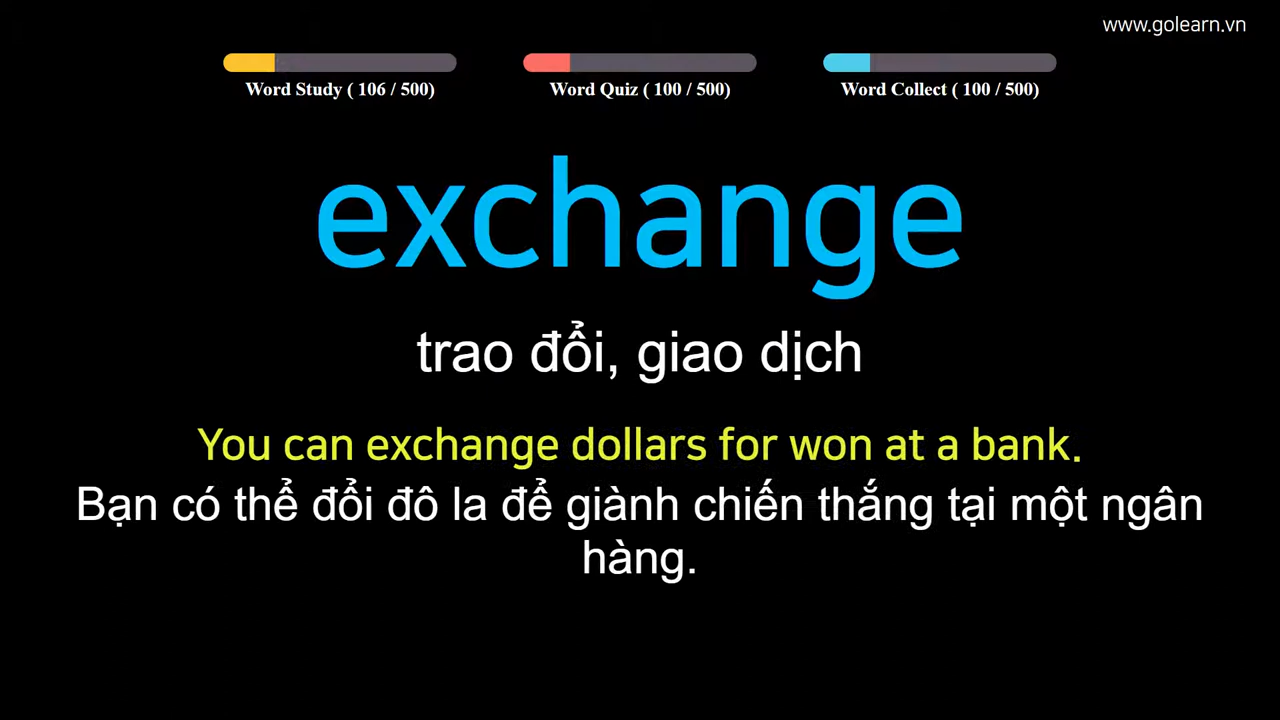 www.golearn.vn
Word Study ( 106 / 500)
Word Quiz ( 100 / 500)
Word Collect ( 100 / 500)
exchange
trao đổi, giao dịch
You can exchange dollars for won at a bank.
Bạn có thể đổi đô la để giành chiến thắng tại một ngân
hàng.